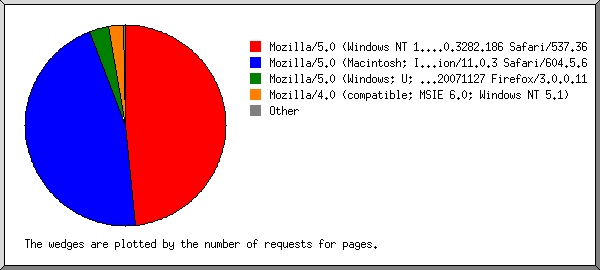 Mozilla/5.0 (Windows NT 1....0.3282.186 Safari/537.36
Mozilla/5.0 (Macintosh; I...ion/11.0.3 Safari/604.5.6
Mozilla/5.0 (Windows; U; ...20071127 Firefox/3.0.0.11
Mozilla/4.0 (compatible; MSIE 6.0; Windows NT 5.1)
Other
The wedges are plotted by the number of requests for pages.